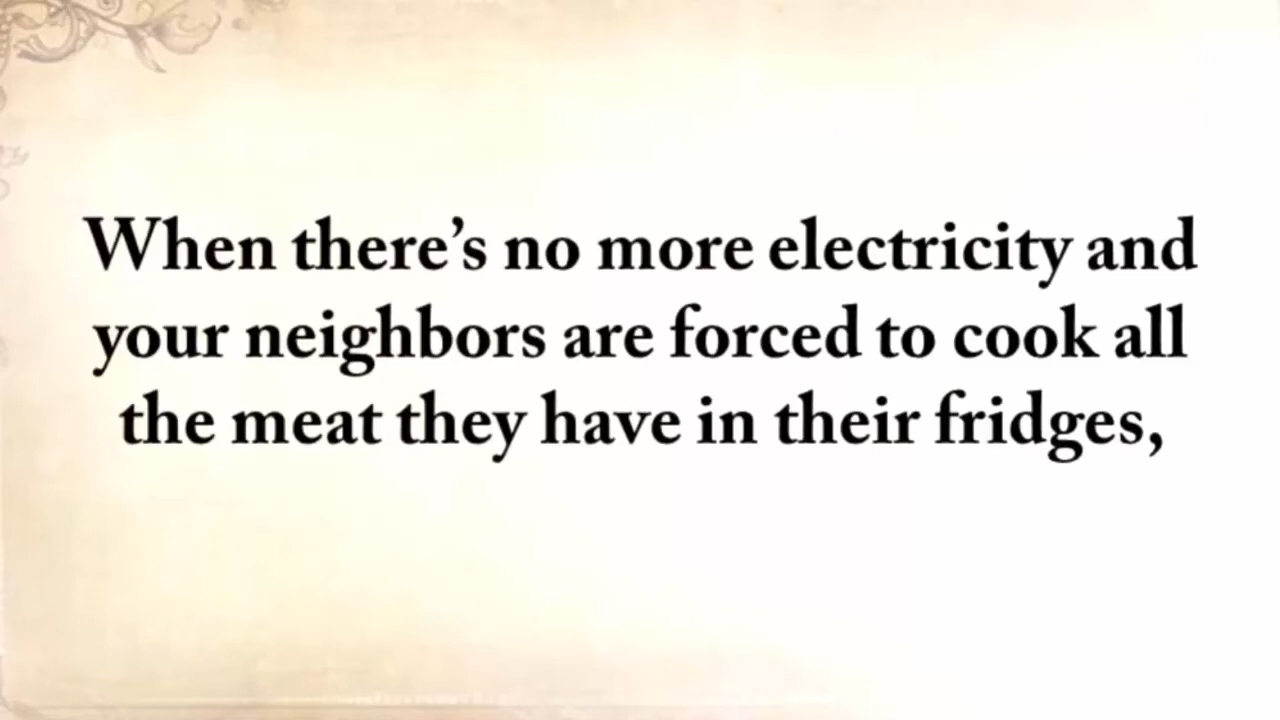 When there’s no more electricity and
your neighbors are forced to cook all
the meat they have in their fridges,